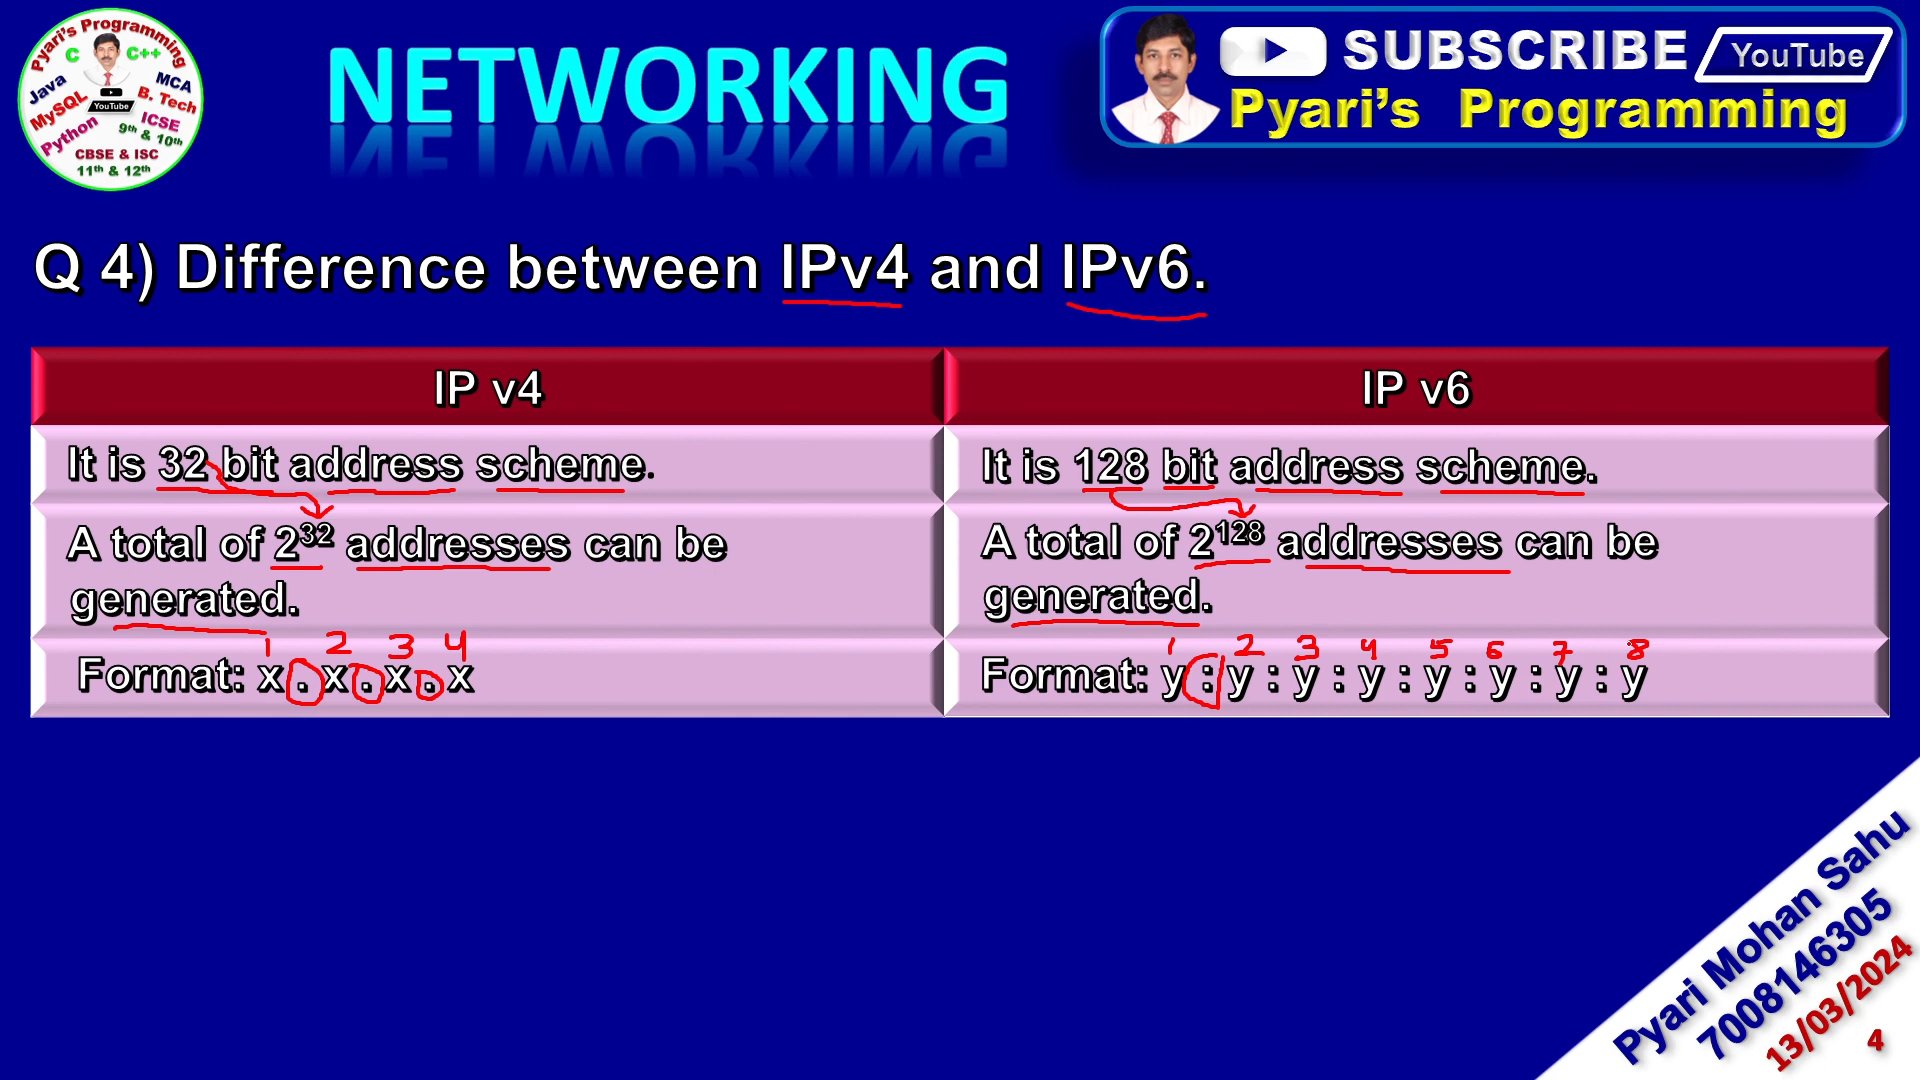 Pyari's Programming
C C++
Java MCA
MySQL YouTube B. Tech
Python ICSE
9th & 10th
CBSE & ISC
11th & 12th
NETWORKING
SUBSCRIBE YouTube
Pyari's Programming
Q 4) Difference between IPv4 and IPv6.
IP v4
IP v6
It is 32 bit address scheme.
It is 128 bit address scheme.
A total of 2³² addresses can be
generated.
A total of 2¹²⁸ addresses can be
generated.
1 2 3 4
Format: x . x . x . x
1 2 3 4 5 6 7 8
Format: y : y : y : y : y : y : y : y
Pyari Mohan Sahu
7008146305
13/03/2024
4